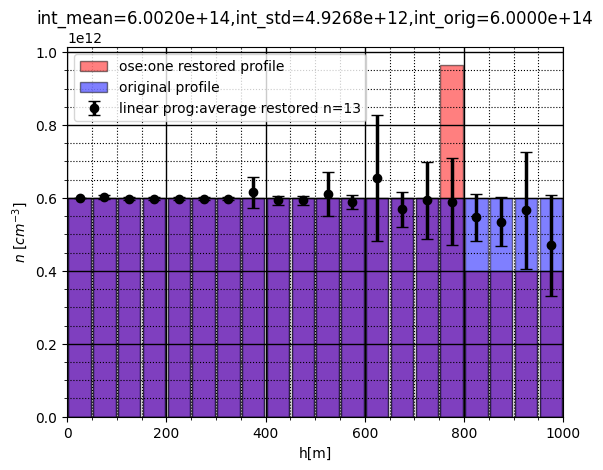 int_mean=6.0020e+14,int_std=4.9268e+12,int_orig=6.0000e+14
1e12
1.0
0.8
0.6
0.4
0.2
0.0
n [cm⁻³]
ose:one restored profile
original profile
linear prog:average restored n=13
0 200 400 600 800 1000
h[m]